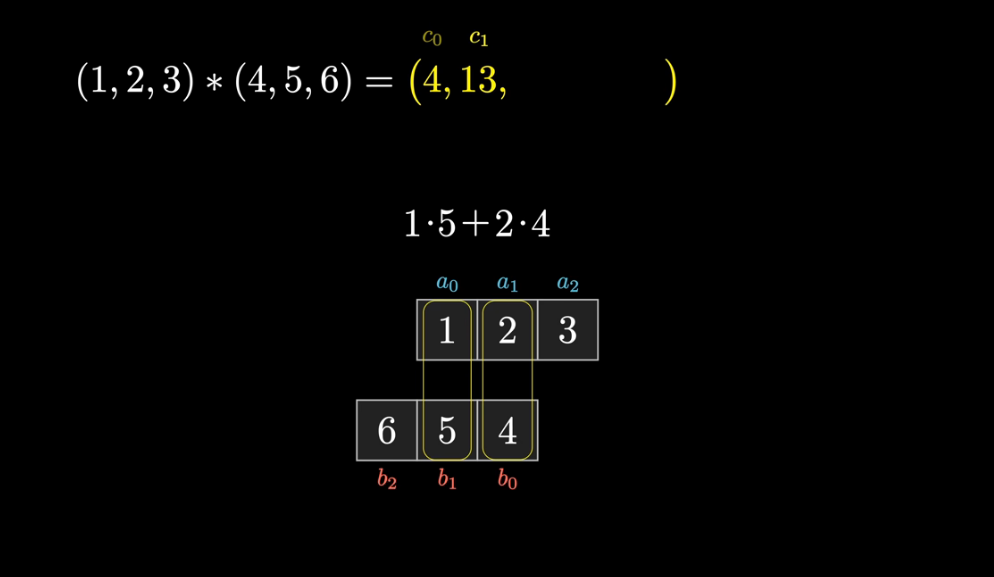 c₀ c₁
(1, 2, 3) ∗ (4, 5, 6) = (4, 13, )
1·5+2·4
a₀ a₁ a₂
1 2 3
6 5 4
b₂ b₁ b₀